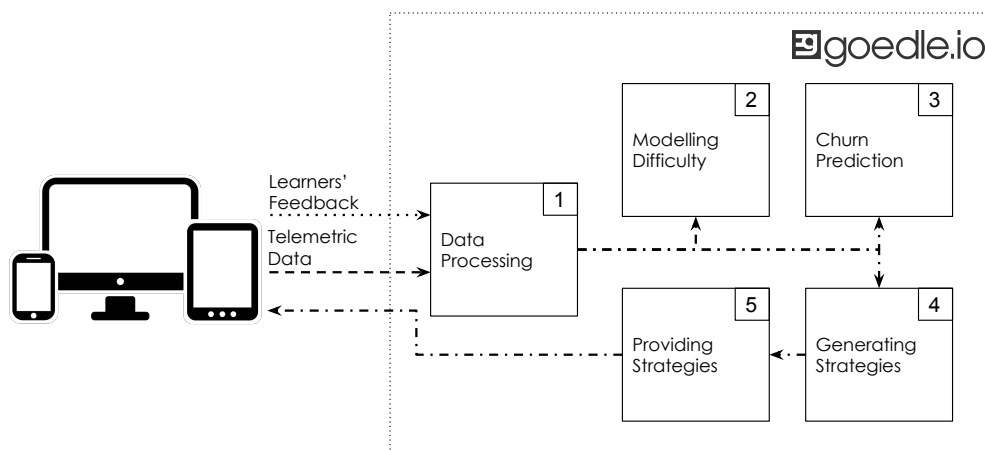 goedle.io
Learners'
Feedback
Telemetric
Data
1
Data
Processing
2
Modelling
Difficulty
3
Churn
Prediction
4
Generating
Strategies
5
Providing
Strategies